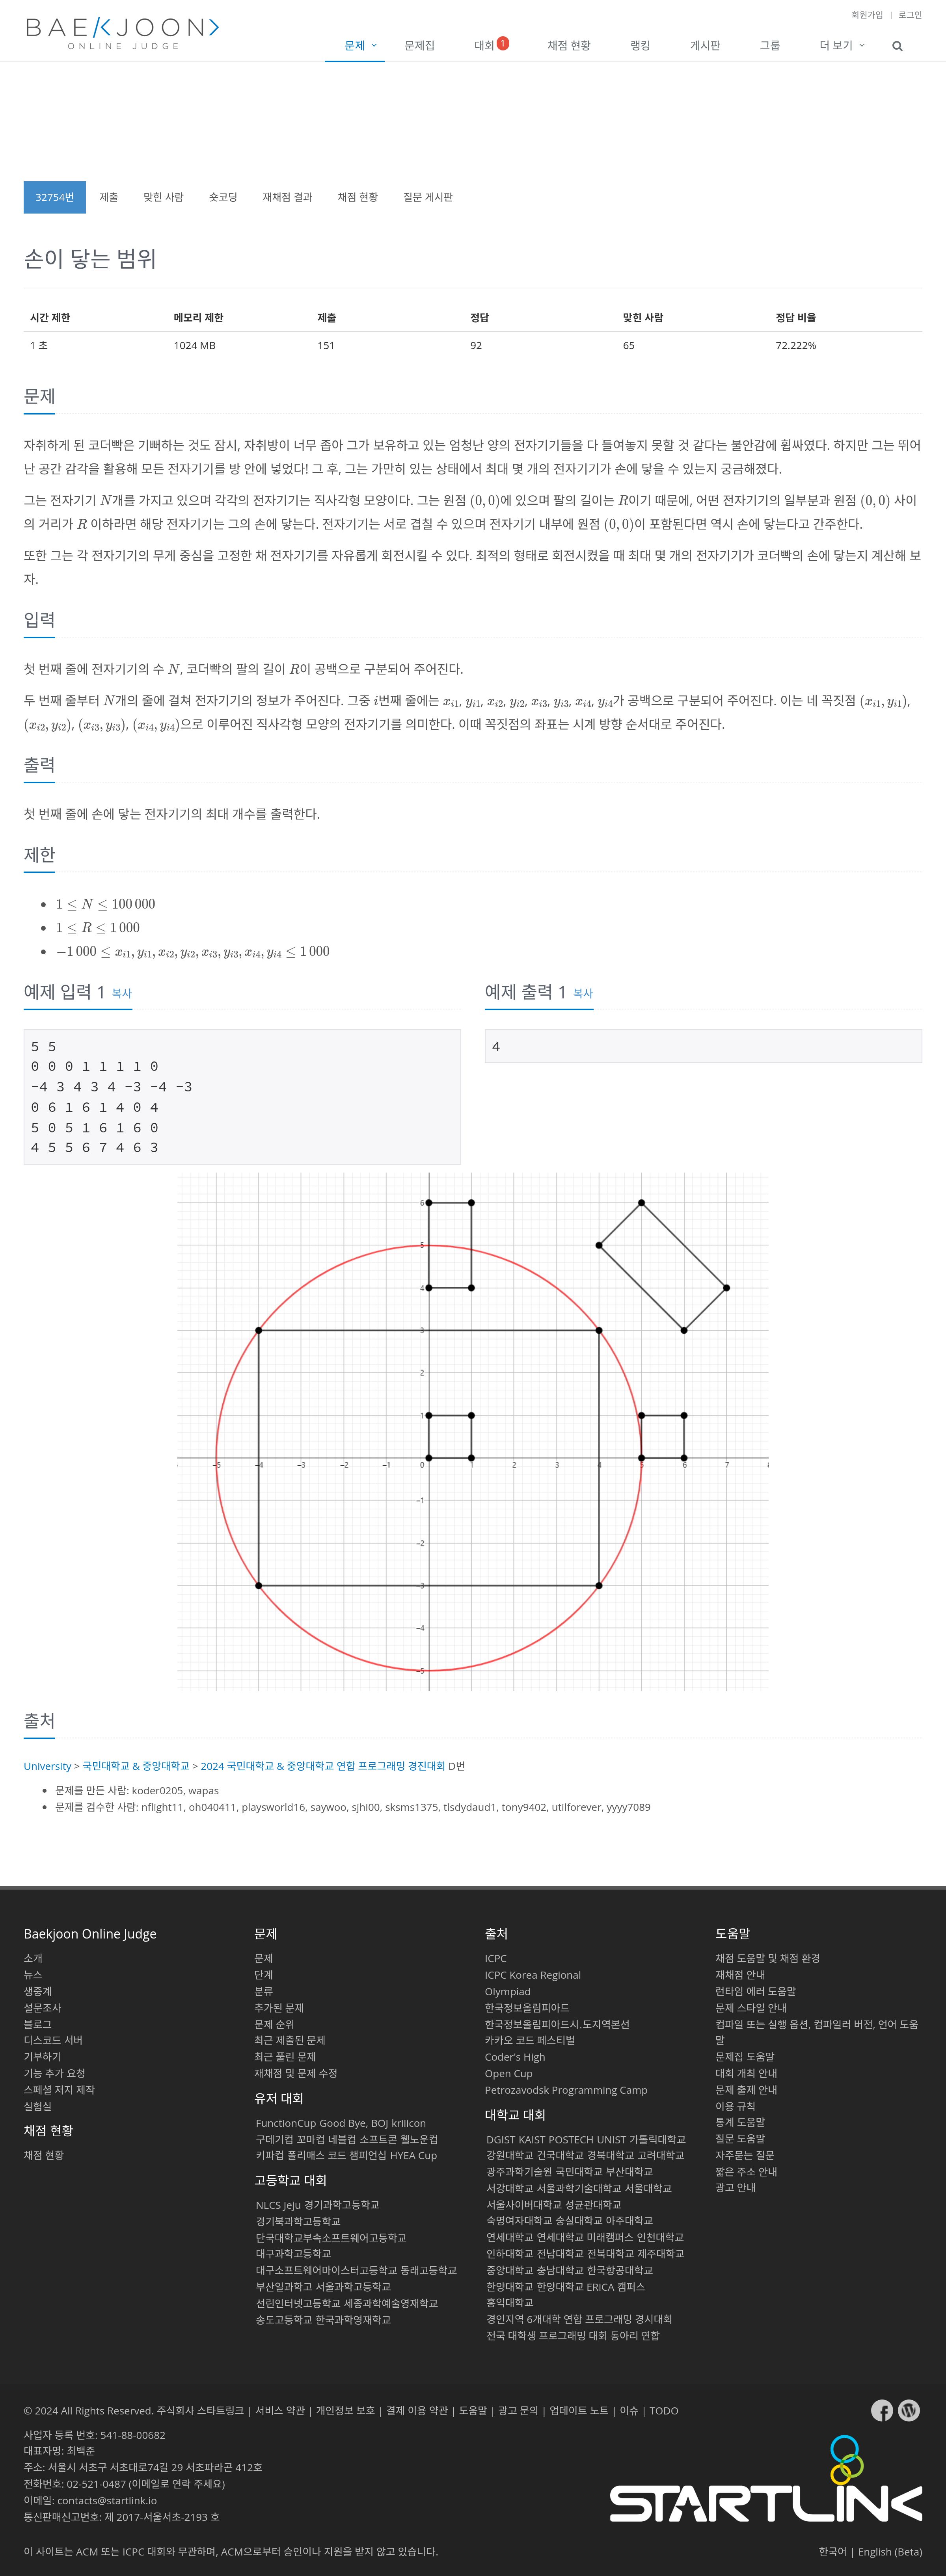 회원가입 | 로그인
BAEKJOON>
ONLINE JUDGE
문제 문제집 대회 1 채점 현황 랭킹 게시판 그룹 더 보기
32754번 제출 맞힌 사람 숏코딩 재채점 결과 채점 현황 질문 게시판
손이 닿는 범위
시간 제한 메모리 제한 제출 정답 맞힌 사람 정답 비율
1 초 1024 MB 151 92 65 72.222%
문제
자취하게 된 코더빡은 기뻐하는 것도 잠시, 자취방이 너무 좁아 그가 보유하고 있는 엄청난 양의 전자기기들을 다 들여놓지 못할 것 같다는 불안감에 휩싸였다. 하지만 그는 뛰어
난 공간 감각을 활용해 모든 전자기기를 방 안에 넣었다! 그 후, 그는 가만히 있는 상태에서 최대 몇 개의 전자기기가 손에 닿을 수 있는지 궁금해졌다.
그는 전자기기 N개를 가지고 있으며 각각의 전자기기는 직사각형 모양이다. 그는 원점 (0, 0)에 있으며 팔의 길이는 R이기 때문에, 어떤 전자기기의 일부분과 원점 (0, 0) 사이
의 거리가 R 이하라면 해당 전자기기는 그의 손에 닿는다. 전자기기는 서로 겹칠 수 있으며 전자기기 내부에 원점 (0, 0)이 포함된다면 역시 손에 닿는다고 간주한다.
또한 그는 각 전자기기의 무게 중심을 고정한 채 전자기기를 자유롭게 회전시킬 수 있다. 최적의 형태로 회전시켰을 때 최대 몇 개의 전자기기가 코더빡의 손에 닿는지 계산해 보
자.
입력
첫 번째 줄에 전자기기의 수 N, 코더빡의 팔의 길이 R이 공백으로 구분되어 주어진다.
두 번째 줄부터 N개의 줄에 걸쳐 전자기기의 정보가 주어진다. 그중 i번째 줄에는 x_i1, y_i1, x_i2, y_i2, x_i3, y_i3, x_i4, y_i4가 공백으로 구분되어 주어진다. 이는 네 꼭짓점 (x_i1, y_i1),
(x_i2, y_i2), (x_i3, y_i3), (x_i4, y_i4)으로 이루어진 직사각형 모양의 전자기기를 의미한다. 이때 꼭짓점의 좌표는 시계 방향 순서대로 주어진다.
출력
첫 번째 줄에 손에 닿는 전자기기의 최대 개수를 출력한다.
제한
• 1 ≤ N ≤ 100 000
• 1 ≤ R ≤ 1 000
• −1 000 ≤ x_i1, y_i1, x_i2, y_i2, x_i3, y_i3, x_i4, y_i4 ≤ 1 000
예제 입력 1 복사
5 5
0 0 0 1 1 1 1 0
-4 3 4 3 4 -3 -4 -3
0 6 1 6 1 4 0 4
5 0 5 1 6 1 6 0
4 5 5 6 7 4 6 3
예제 출력 1 복사
4
6
5
4
3
2
1
-5 -4 -3 -2 -1 0 1 2 3 4 5 6 7
-1
-2
-3
-4
-5
출처
University > 국민대학교 & 중앙대학교 > 2024 국민대학교 & 중앙대학교 연합 프로그래밍 경진대회 D번
• 문제를 만든 사람: koder0205, wapas
• 문제를 검수한 사람: nflight11, oh040411, playsworld16, saywoo, sjhi00, sksms1375, tlsdydaud1, tony9402, utilforever, yyyy7089
Baekjoon Online Judge
소개
뉴스
생중계
설문조사
블로그
디스코드 서버
기부하기
기능 추가 요청
스페셜 저지 제작
실험실
채점 현황
채점 현황
문제
문제
단계
분류
추가된 문제
문제 순위
최근 제출된 문제
최근 풀린 문제
재채점 및 문제 수정
유저 대회
FunctionCup Good Bye, BOJ kriiicon
구데기컵 꼬마컵 네블컵 소프트콘 웰노운컵
키파컵 폴리매스 코드 챔피언십 HYEA Cup
고등학교 대회
NLCS Jeju 경기과학고등학교
경기북과학고등학교
단국대학교부속소프트웨어고등학교
대구과학고등학교
대구소프트웨어마이스터고등학교 동래고등학교
부산일과학고 서울과학고등학교
선린인터넷고등학교 세종과학예술영재학교
송도고등학교 한국과학영재학교
출처
ICPC
ICPC Korea Regional
Olympiad
한국정보올림피아드
한국정보올림피아드시.도지역본선
카카오 코드 페스티벌
Coder's High
Open Cup
Petrozavodsk Programming Camp
대학교 대회
DGIST KAIST POSTECH UNIST 가톨릭대학교
강원대학교 건국대학교 경북대학교 고려대학교
광주과학기술원 국민대학교 부산대학교
서강대학교 서울과학기술대학교 서울대학교
서울사이버대학교 성균관대학교
숙명여자대학교 숭실대학교 아주대학교
연세대학교 연세대학교 미래캠퍼스 인천대학교
인하대학교 전남대학교 전북대학교 제주대학교
중앙대학교 충남대학교 한국항공대학교
한양대학교 한양대학교 ERICA 캠퍼스
홍익대학교
경인지역 6개대학 연합 프로그래밍 경시대회
전국 대학생 프로그래밍 대회 동아리 연합
도움말
채점 도움말 및 채점 환경
재채점 안내
런타임 에러 도움말
문제 스타일 안내
컴파일 또는 실행 옵션, 컴파일러 버전, 언어 도움
말
문제집 도움말
대회 개최 안내
문제 출제 안내
이용 규칙
통계 도움말
질문 도움말
자주묻는 질문
짧은 주소 안내
광고 안내
© 2024 All Rights Reserved. 주식회사 스타트링크 | 서비스 약관 | 개인정보 보호 | 결제 이용 약관 | 도움말 | 광고 문의 | 업데이트 노트 | 이슈 | TODO
사업자 등록 번호: 541-88-00682
대표자명: 최백준
주소: 서울시 서초구 서초대로74길 29 서초파라곤 412호
전화번호: 02-521-0487 (이메일로 연락 주세요)
이메일: contacts@startlink.io
통신판매신고번호: 제 2017-서울서초-2193 호
STARTLINK
이 사이트는 ACM 또는 ICPC 대회와 무관하며, ACM으로부터 승인이나 지원을 받지 않고 있습니다.
한국어 | English (Beta)